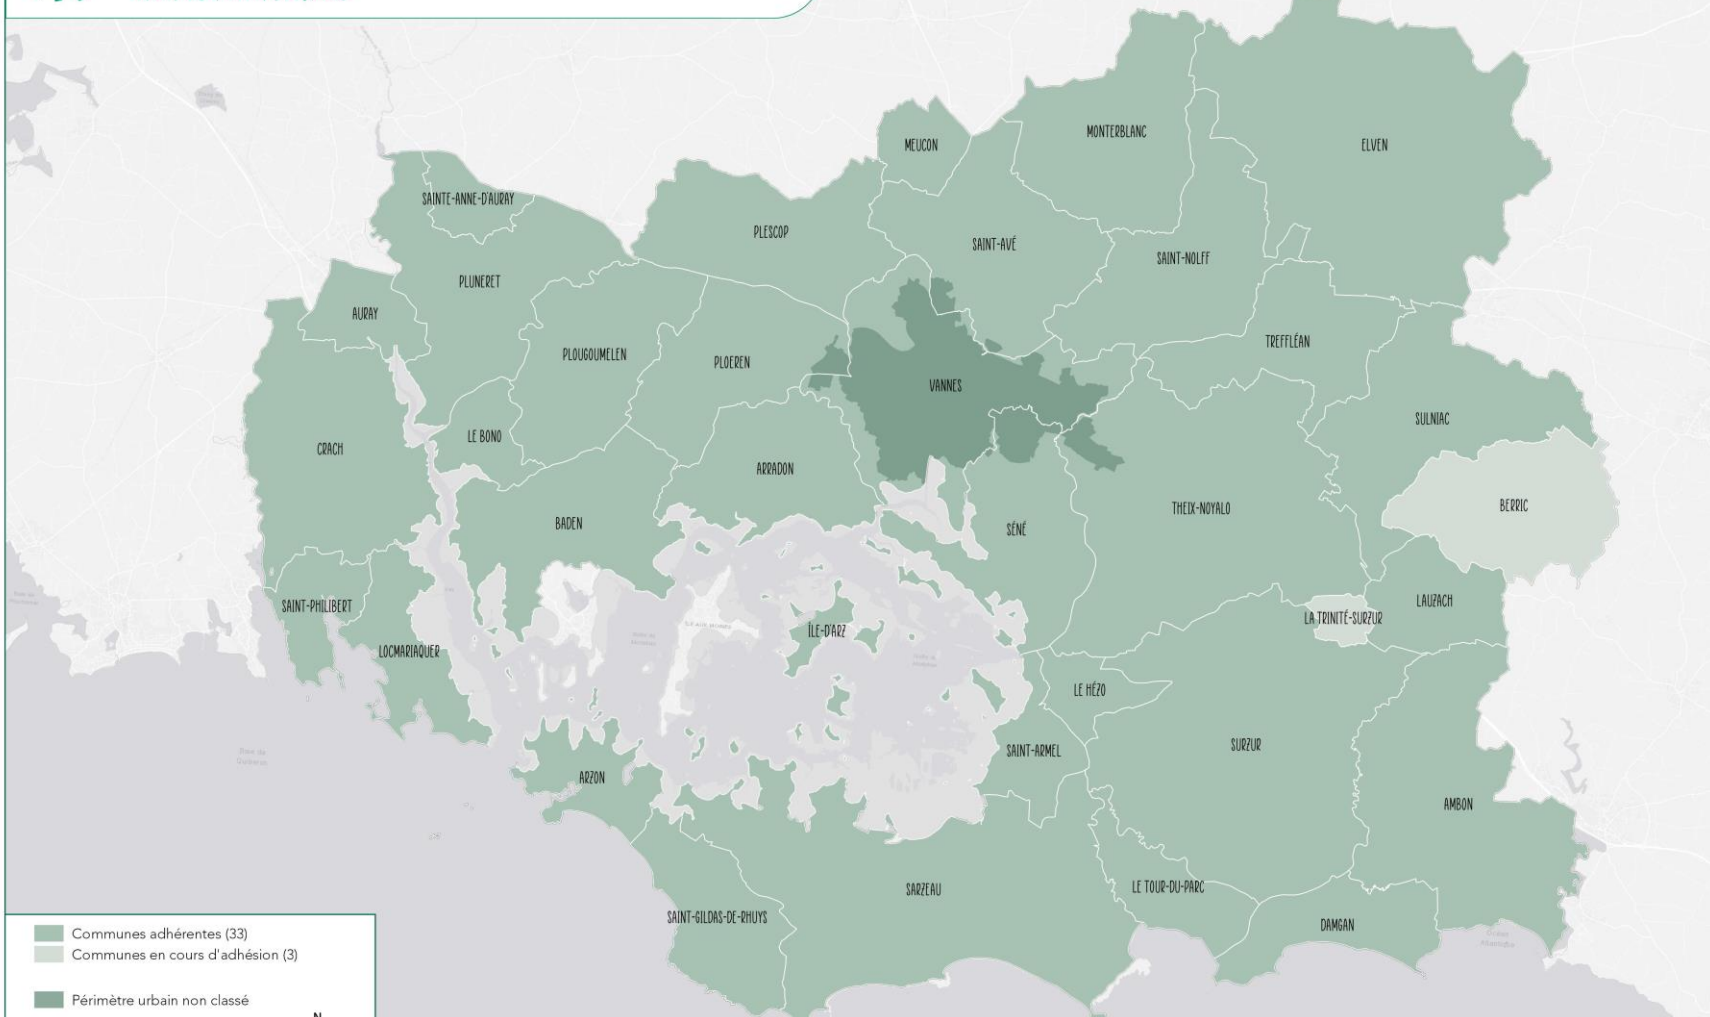 MEUCON
MONTERBLANC
ELVEN
SAINTE-ANNE-D'AURAY
PLESCOP
SAINT-AVÉ
SAINT-NOLFF
PLUNERET
AURAY
PLOUGOUMELEN
PLOEREN
VANNES
TREFFLÉAN
SULNIAC
CRACH
LE BONO
ARRADON
BADEN
SÉNÉ
THEIX-NOYALO
BERRIC
SAINT-PHILIBERT
LOCMARIAQUER
ÎLE-D'ARZ
LA TRINITÉ-SURZUR
LAUZACH
LE HÉZO
SAINT-ARMEL
SURZUR
ARZON
AMBON
SARZEAU
LE TOUR-DU-PARC
SAINT-GILDAS-DE-RHUYS
DAMGAN
Baie de
Quiberon
Communes adhérentes (33)
Communes en cours d'adhésion (3)
Périmètre urbain non classé
N